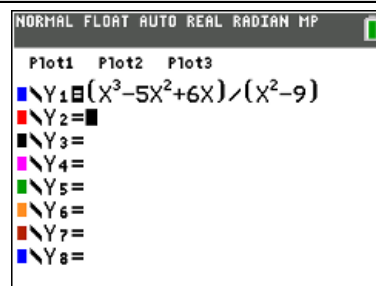 NORMAL FLOAT AUTO REAL RADIAN MP
Plot1 Plot2 Plot3
\Y₁=(X³-5X²+6X)/(X²-9)
\Y₂=
\Y₃=
\Y₄=
\Y₅=
\Y₆=
\Y₇=
\Y₈=